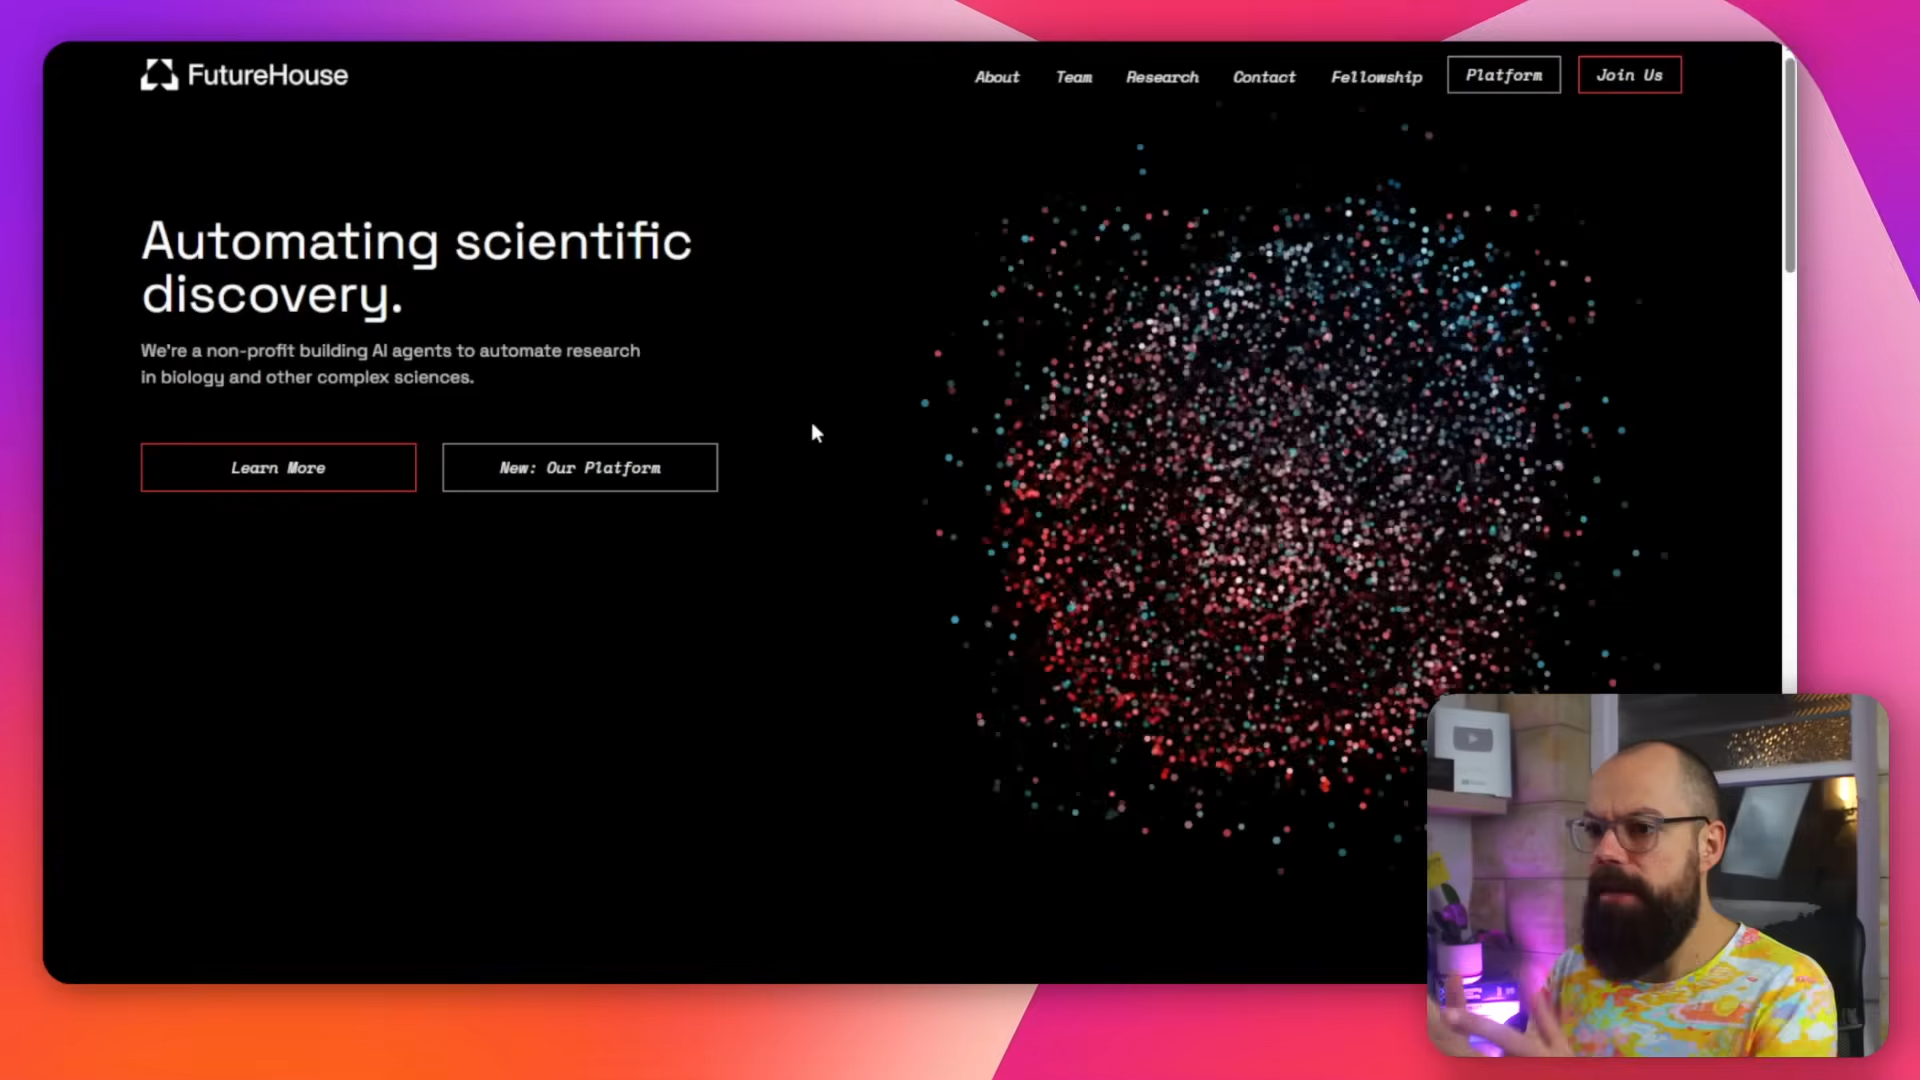 FutureHouse
About Team Research Contact Fellowship Platform Join Us
Automating scientific
discovery.
We're a non-profit building AI agents to automate research
in biology and other complex sciences.
Learn More
New: Our Platform